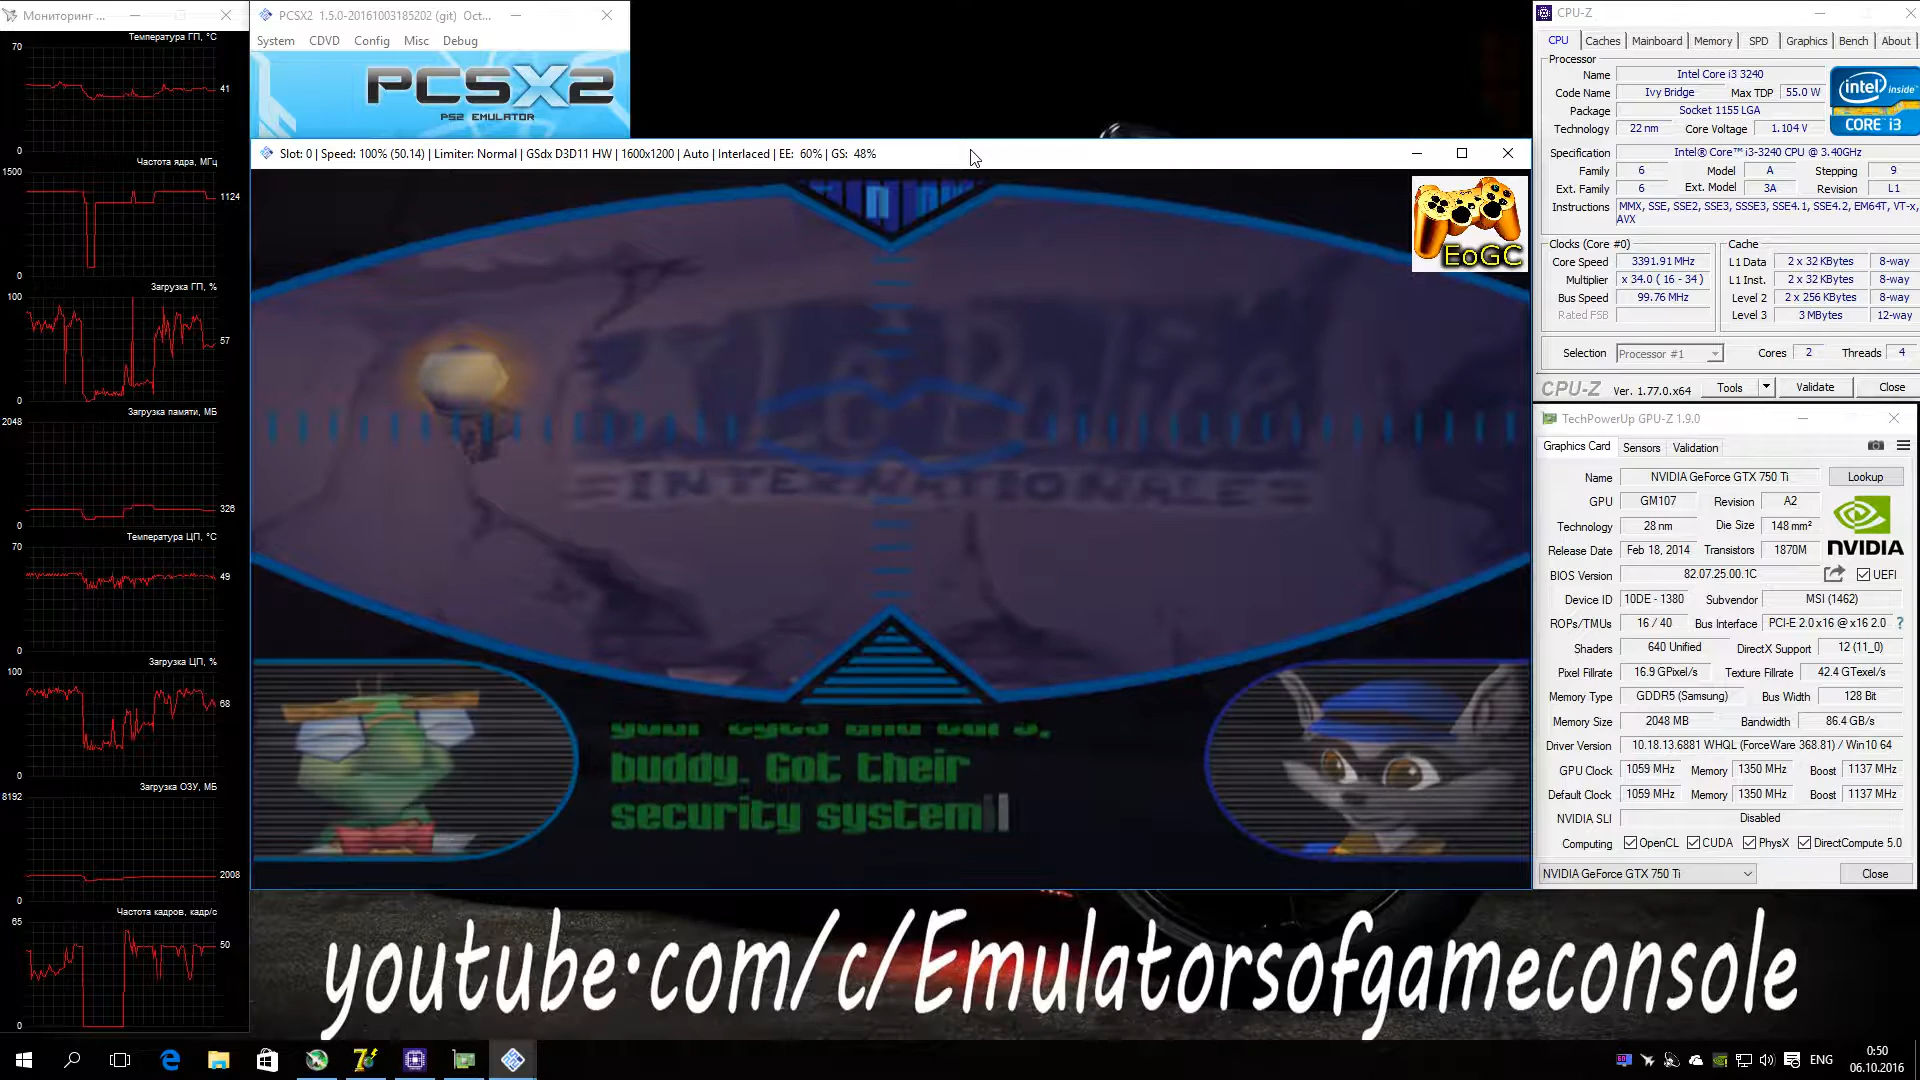 Мониторинг ...
Температура ГП, °C
70
41
0
Частота ядра, МГц
1500
1124
0
Загрузка ГП, %
100
57
0
Загрузка памяти, МБ
2048
326
0
Температура ЦП, °C
70
49
0
Загрузка ЦП, %
100
68
0
Загрузка ОЗУ, МБ
8192
2008
0
Частота кадров, кадр/с
65
50
0
PCSX2 1.5.0-20161003185202 (git) Oct...
System CDVD Config Misc Debug
PCSX2
PS2 EMULATOR
Slot: 0 | Speed: 100% (50.14) | Limiter: Normal | GSdx D3D11 HW | 1600x1200 | Auto | Interlaced | EE: 60% | GS: 48%
EoGC
La Police
INTERNATIONALE
buddy. Got their
security system
CPU-Z
CPU Caches Mainboard Memory SPD Graphics Bench About
Processor
Name Intel Core i3 3240
Code Name Ivy Bridge Max TDP 55.0 W
Package Socket 1155 LGA
Technology 22 nm Core Voltage 1.104 V
intel inside™
CORE i3
Specification Intel® Core™ i3-3240 CPU @ 3.40GHz
Family 6 Model A Stepping 9
Ext. Family 6 Ext. Model 3A Revision L1
Instructions MMX, SSE, SSE2, SSE3, SSSE3, SSE4.1, SSE4.2, EM64T, VT-x,
AVX
Clocks (Core #0) Cache
Core Speed 3391.91 MHz L1 Data 2 x 32 KBytes 8-way
Multiplier x 34.0 ( 16 - 34 ) L1 Inst. 2 x 32 KBytes 8-way
Bus Speed 99.76 MHz Level 2 2 x 256 KBytes 8-way
Rated FSB Level 3 3 MBytes 12-way
Selection Processor #1 Cores 2 Threads 4
CPU-Z Ver. 1.77.0.x64 Tools Validate Close
TechPowerUp GPU-Z 1.9.0
Graphics Card Sensors Validation
Name NVIDIA GeForce GTX 750 Ti Lookup
GPU GM107 Revision A2
Technology 28 nm Die Size 148 mm²
Release Date Feb 18, 2014 Transistors 1870M
NVIDIA
BIOS Version 82.07.25.00.1C UEFI
Device ID 10DE - 1380 Subvendor MSI (1462)
ROPs/TMUs 16 / 40 Bus Interface PCI-E 2.0 x16 @ x16 2.0 ?
Shaders 640 Unified DirectX Support 12 (11_0)
Pixel Fillrate 16.9 GPixel/s Texture Fillrate 42.4 GTexel/s
Memory Type GDDR5 (Samsung) Bus Width 128 Bit
Memory Size 2048 MB Bandwidth 86.4 GB/s
Driver Version 10.18.13.6881 WHQL (ForceWare 368.81) / Win10 64
GPU Clock 1059 MHz Memory 1350 MHz Boost 1137 MHz
Default Clock 1059 MHz Memory 1350 MHz Boost 1137 MHz
NVIDIA SLI Disabled
Computing OpenCL CUDA PhysX DirectCompute 5.0
NVIDIA GeForce GTX 750 Ti Close
youtube.com/c/Emulatorsofgameconsole
ENG
0:50
06.10.2016